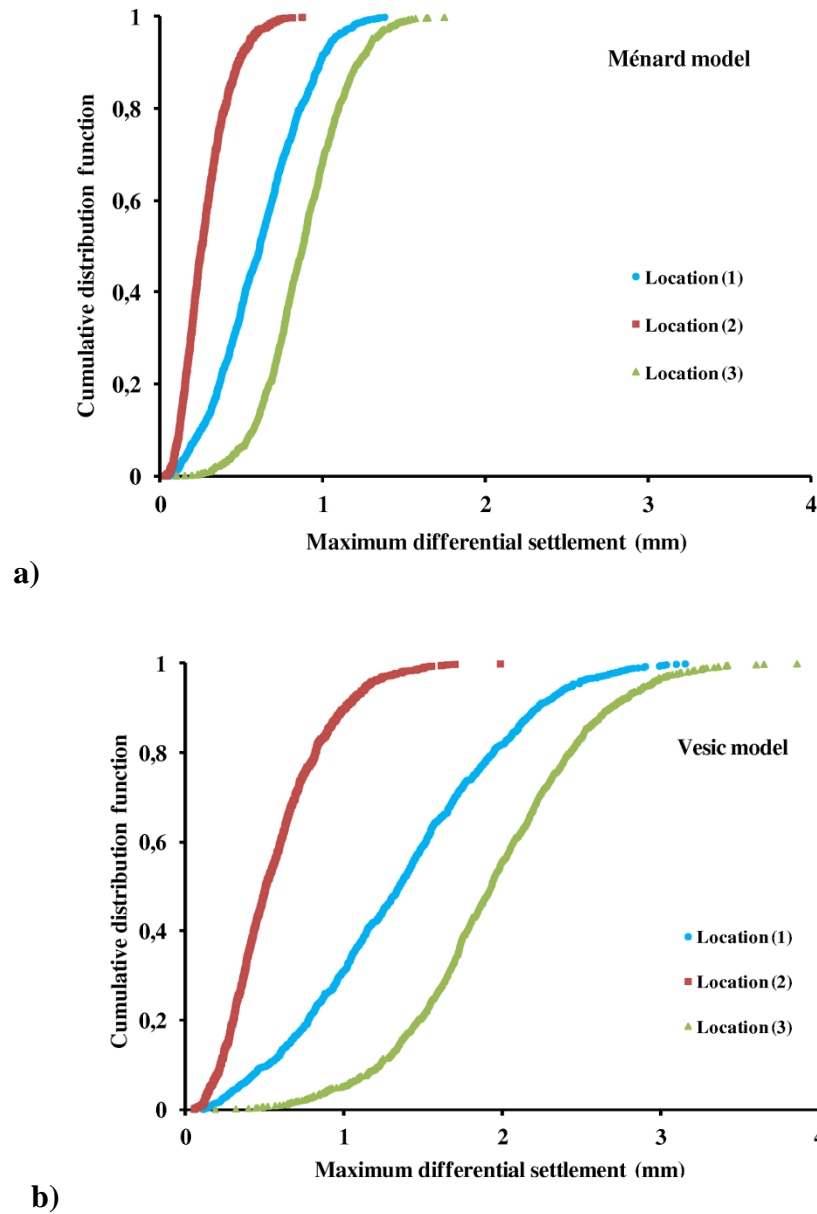 1
0,8
0,6
0,4
0,2
0
Cumulative distribution function
Ménard model
Location (1)
Location (2)
Location (3)
0 1 2 3 4
Maximum differential settlement (mm)
a)
1
0,8
0,6
0,4
0,2
0
Cumulative distribution function
Vesic model
Location (1)
Location (2)
Location (3)
0 1 2 3 4
Maximum differential settlement (mm)
b)